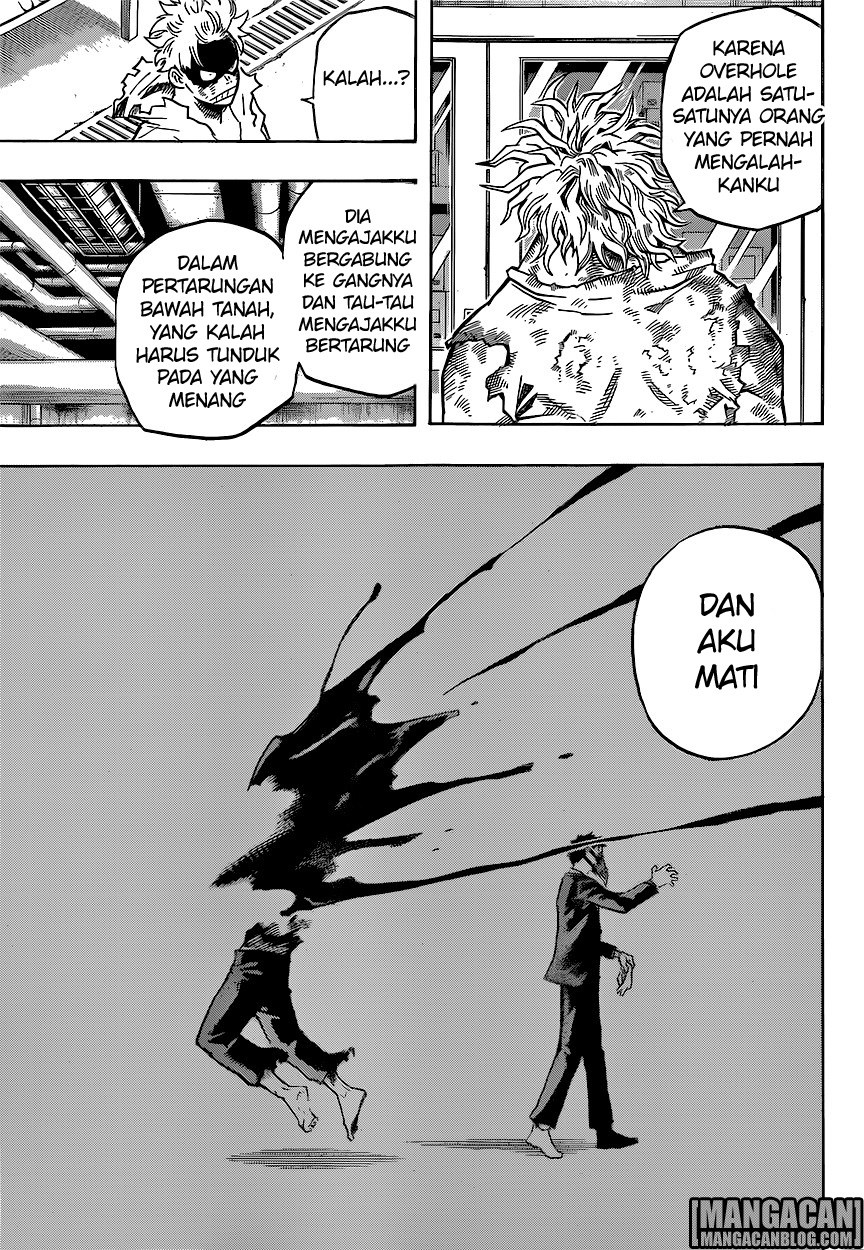 KARENA
OVERHOLE
ADALAH SATU-
SATUNYA ORANG
YANG PERNAH
MENGALAH-
KANKU
KALAH...?
DIA
MENGAJAKKU
BERGABUNG
KE GANGNYA
DAN TAU-TAU
MENGAJAKKU
BERTARUNG
DALAM
PERTARUNGAN
BAWAH TANAH,
YANG KALAH
HARUS TUNDUK
PADA YANG
MENANG
DAN
AKU
MATI
[MANGACAN]
MANGACANBLOG.COM